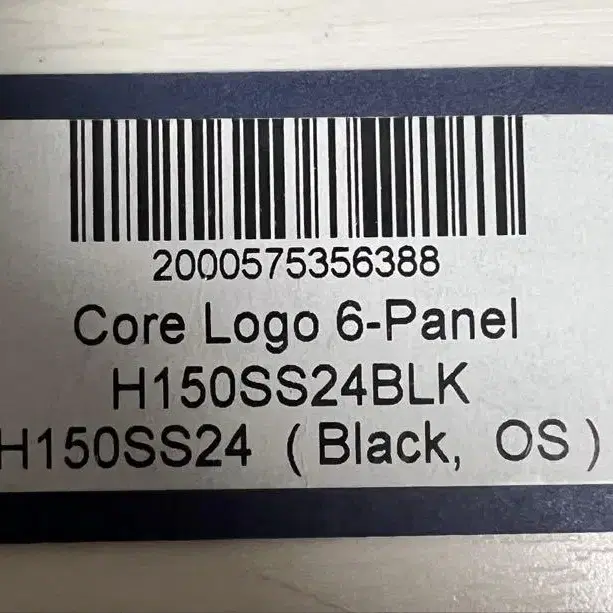 2000575356388
Core Logo 6-Panel
H150SS24BLK
H150SS24 (Black, OS)